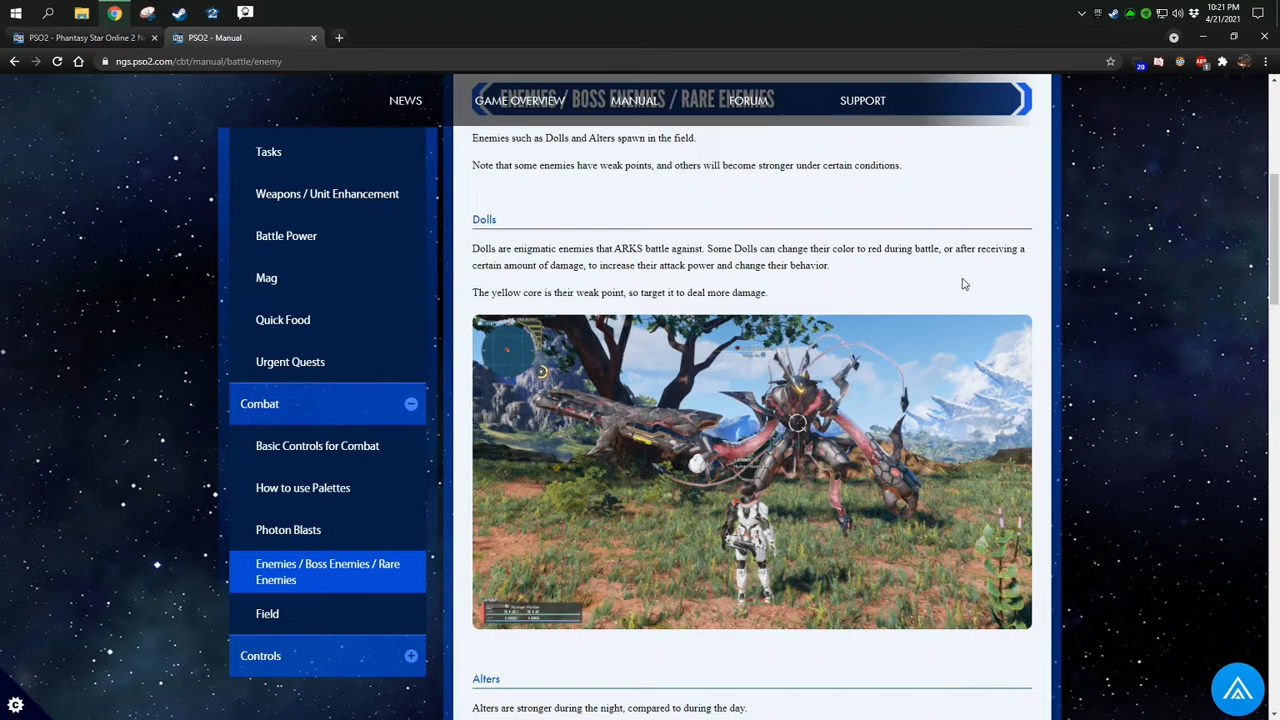 10:21 PM
4/21/2021
PSO2 - Phantasy Star Online 2 N
PSO2 - Manual
ngs.pso2.com/cbt/manual/battle/enemy
20
NEWS
GAME OVERVIEW
MANUAL
FORUM
SUPPORT
ENEMIES / BOSS ENEMIES / RARE ENEMIES
Tasks
Weapons / Unit Enhancement
Battle Power
Mag
Quick Food
Urgent Quests
Combat
Basic Controls for Combat
How to use Palettes
Photon Blasts
Enemies / Boss Enemies / Rare
Enemies
Field
Controls
Enemies such as Dolls and Alters spawn in the field.
Note that some enemies have weak points, and others will become stronger under certain conditions.
Dolls
Dolls are enigmatic enemies that ARKS battle against. Some Dolls can change their color to red during battle, or after receiving a
certain amount of damage, to increase their attack power and change their behavior.
The yellow core is their weak point, so target it to deal more damage.
Human Hunter
Alters
Alters are stronger during the night, compared to during the day.